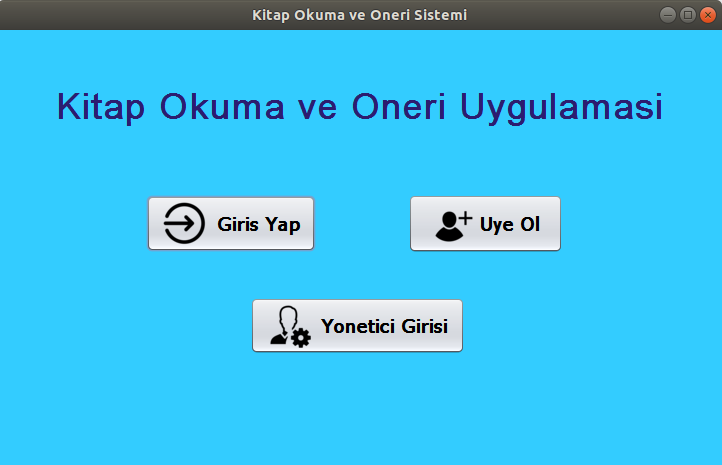 Kitap Okuma ve Oneri Sistemi
Kitap Okuma ve Oneri Uygulamasi
Giris Yap
Uye Ol
Yonetici Girisi